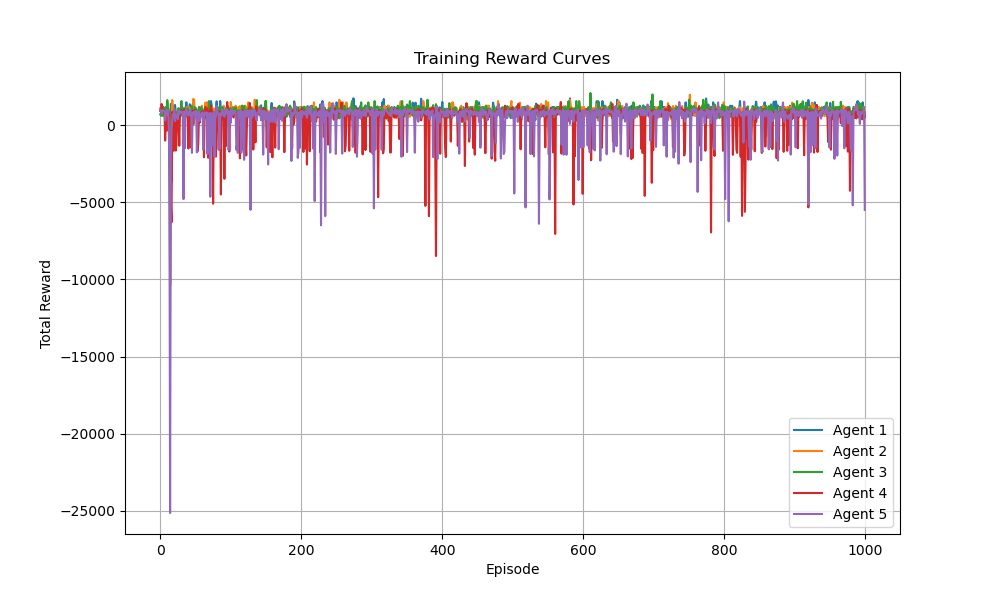 Training Reward Curves
Total Reward
0
−5000
−10000
−15000
−20000
−25000
0 200 400 600 800 1000
Episode
Agent 1
Agent 2
Agent 3
Agent 4
Agent 5